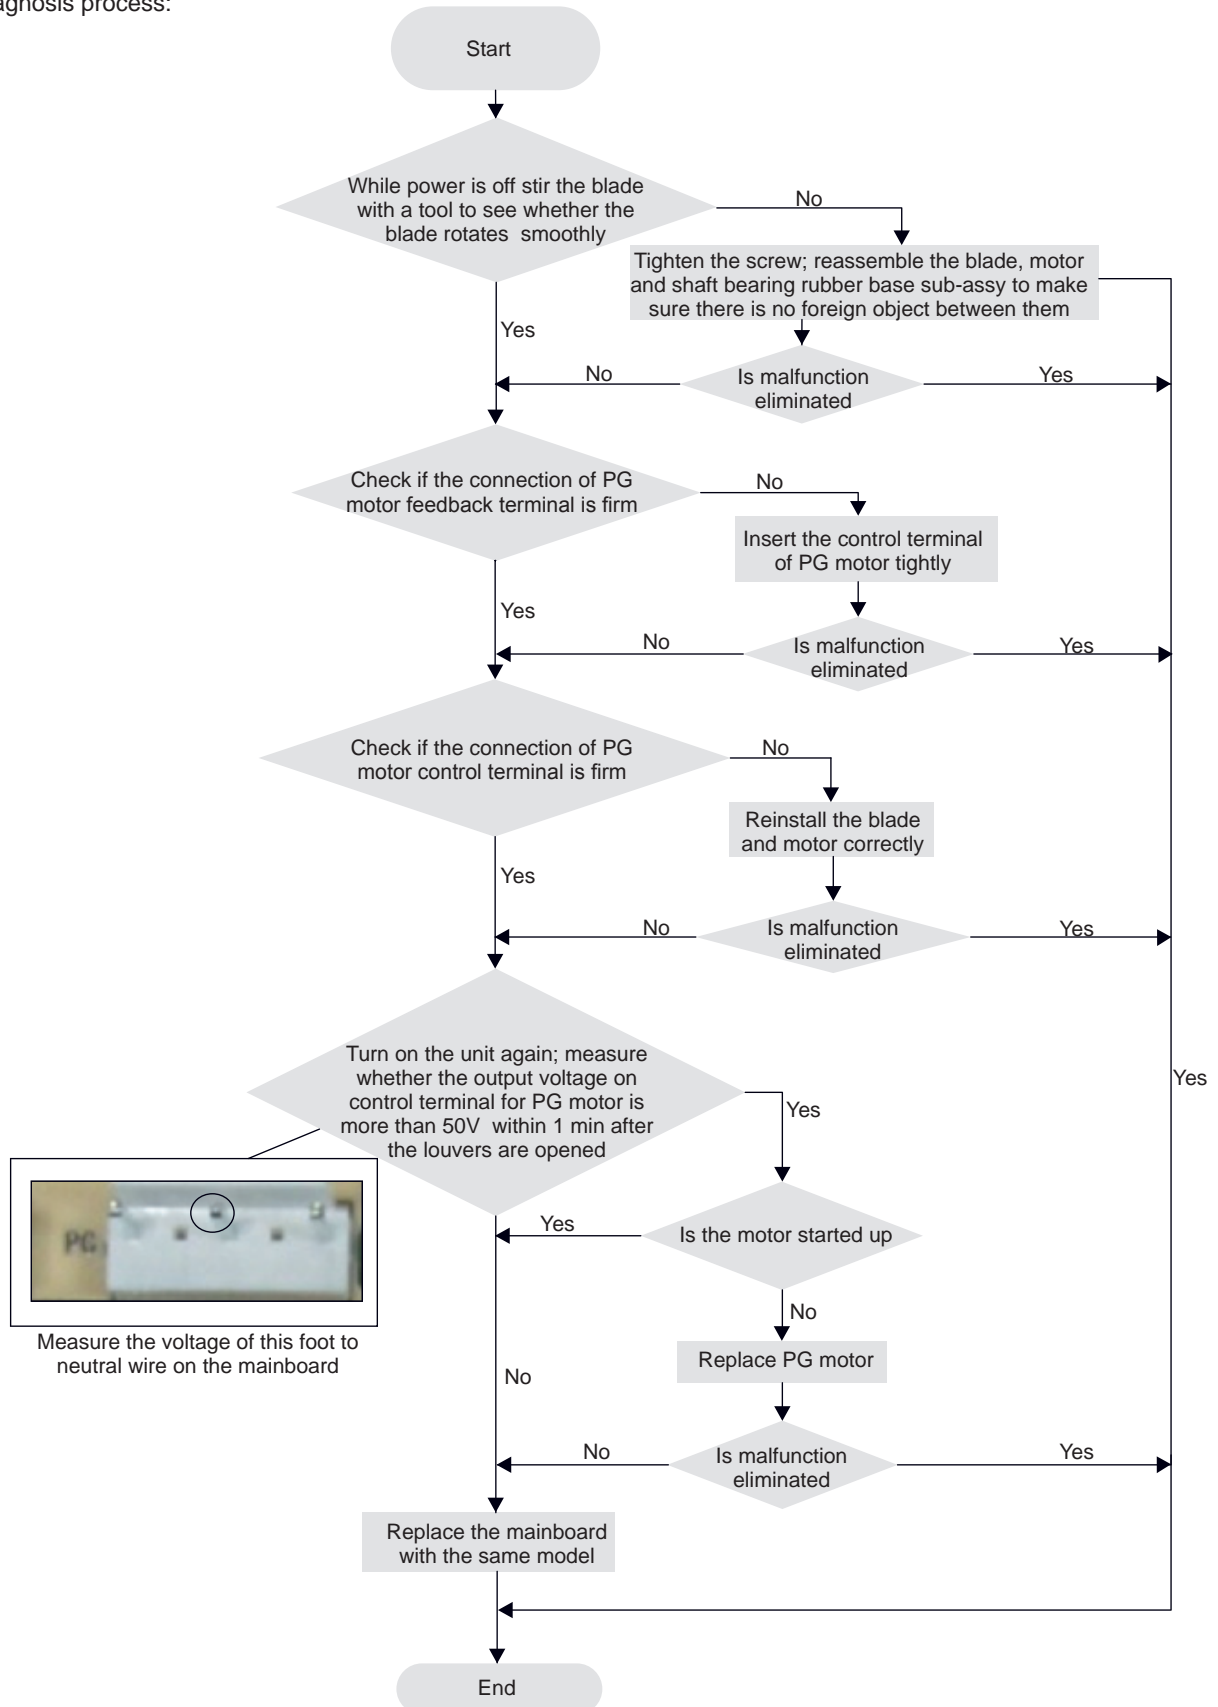 agnosis process:
Start
While power is off stir the blade
with a tool to see whether the
blade rotates smoothly
No
Tighten the screw; reassemble the blade, motor
and shaft bearing rubber base sub-assy to make
sure there is no foreign object between them
Yes
No
Is malfunction
eliminated
Yes
Check if the connection of PG
motor feedback terminal is firm
No
Insert the control terminal
of PG motor tightly
Yes
No
Is malfunction
eliminated
Yes
Check if the connection of PG
motor control terminal is firm
No
Reinstall the blade
and motor correctly
Yes
No
Is malfunction
eliminated
Yes
Turn on the unit again; measure
whether the output voltage on
control terminal for PG motor is
more than 50V within 1 min after
the louvers are opened
Yes
Yes
PG
Measure the voltage of this foot to
neutral wire on the mainboard
Yes
Is the motor started up
No
Replace PG motor
No
No
Is malfunction
eliminated
Yes
Replace the mainboard
with the same model
End